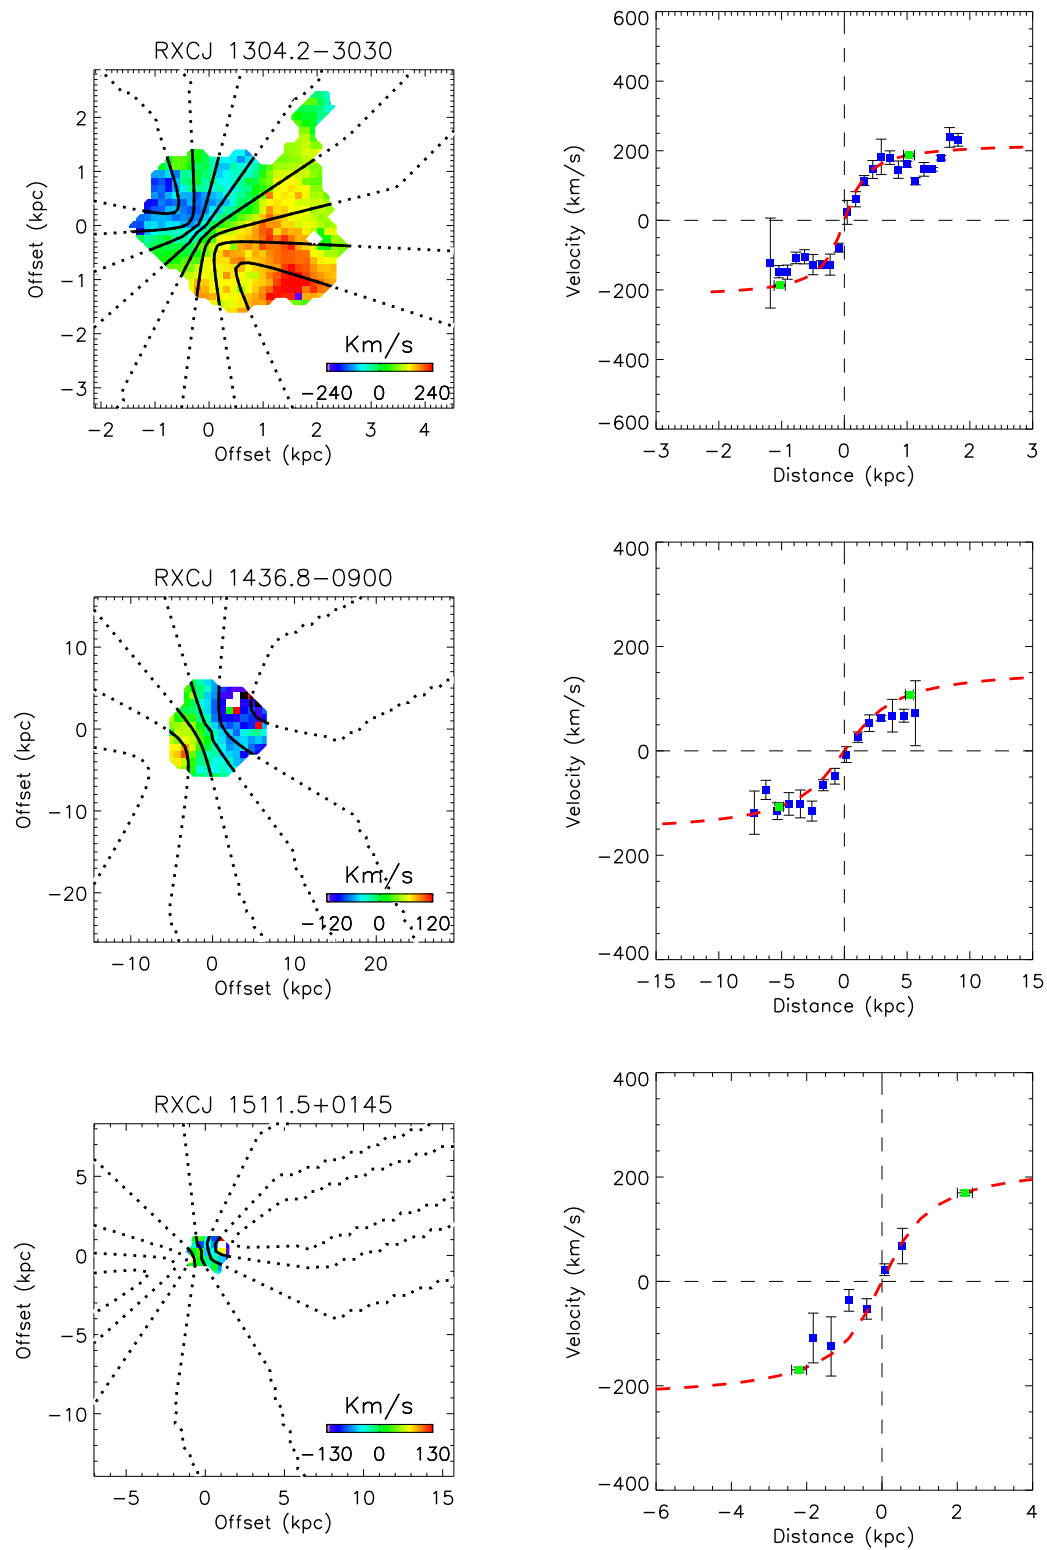 RXCJ 1304.2−3030
Offset (kpc)
2
1
0
−1
−2
−3
Km/s
−240 0 240
−2 −1 0 1 2 3 4
Offset (kpc)
Velocity (km/s)
600
400
200
0
−200
−400
−600
−3 −2 −1 0 1 2 3
Distance (kpc)
RXCJ 1436.8−0900
Offset (kpc)
10
0
−10
−20
Km/s
−120 0 120
−10 0 10 20
Offset (kpc)
Velocity (km/s)
400
200
0
−200
−400
−15 −10 −5 0 5 10 15
Distance (kpc)
RXCJ 1511.5+0145
Offset (kpc)
5
0
−5
−10
Km/s
−130 0 130
−5 0 5 10 15
Offset (kpc)
Velocity (km/s)
400
200
0
−200
−400
−6 −4 −2 0 2 4
Distance (kpc)